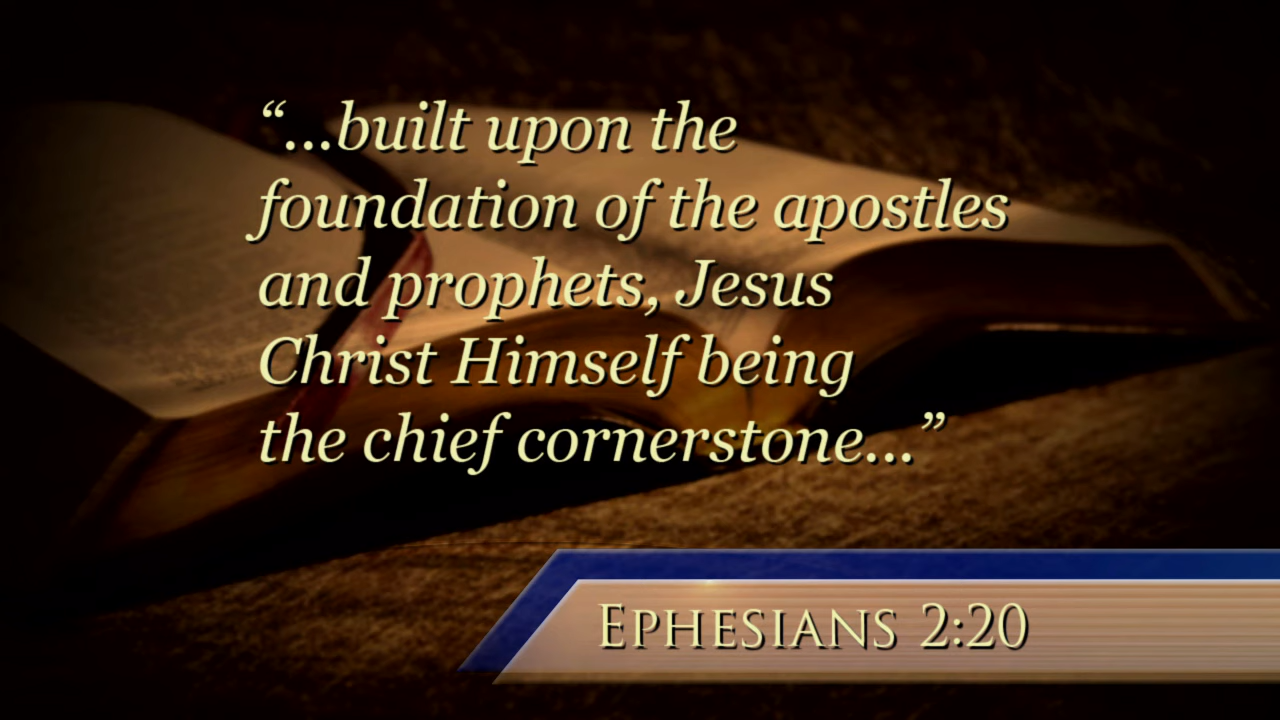 “...built upon the
foundation of the apostles
and prophets, Jesus
Christ Himself being
the chief cornerstone...”
EPHESIANS 2:20